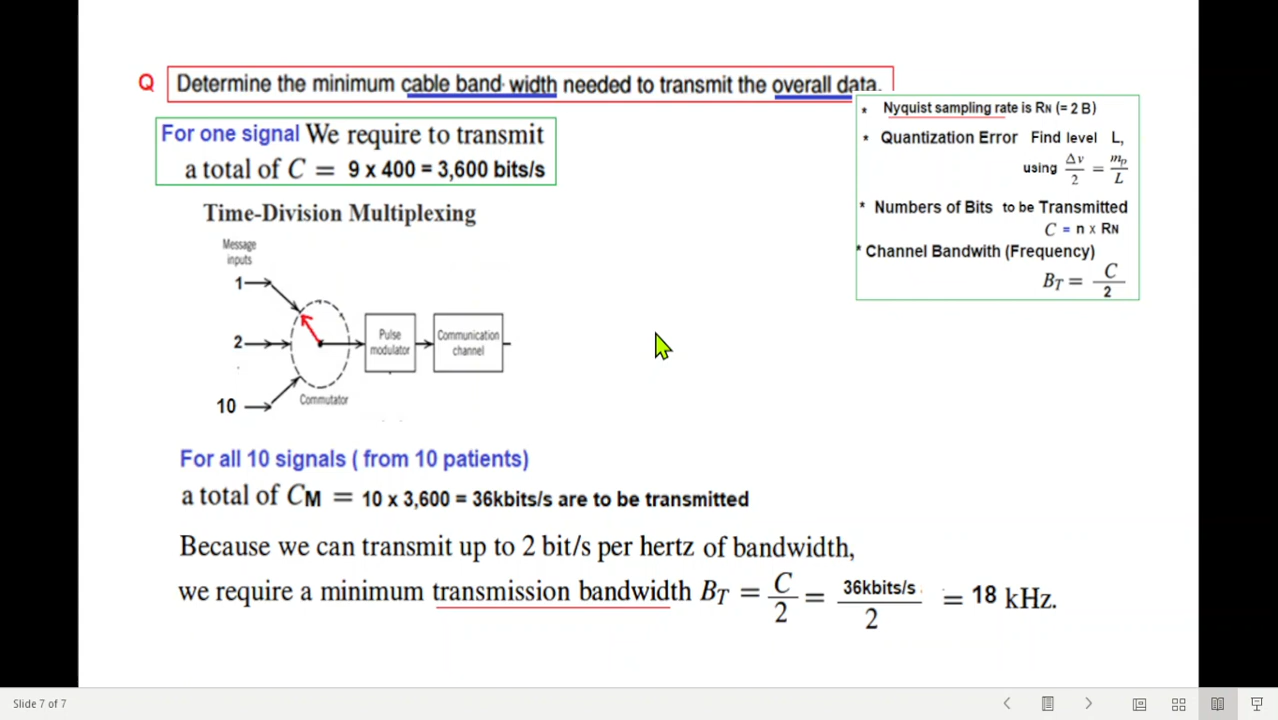 Q Determine the minimum cable band width needed to transmit the overall data.
For one signal We require to transmit
a total of C = 9 x 400 = 3,600 bits/s
* Nyquist sampling rate is RN (= 2 B)
* Quantization Error Find level L,
using Δv/2 = mp/L
* Numbers of Bits to be Transmitted
C = n x RN
* Channel Bandwith (Frequency)
BT = C/2
Time-Division Multiplexing
Message
inputs
1
2
10
Commutator
Pulse
modulator
Communication
channel
For all 10 signals ( from 10 patients)
a total of CM = 10 x 3,600 = 36kbits/s are to be transmitted
Because we can transmit up to 2 bit/s per hertz of bandwidth,
we require a minimum transmission bandwidth BT = C/2 = 36kbits/s/2 = 18 kHz.
Slide 7 of 7